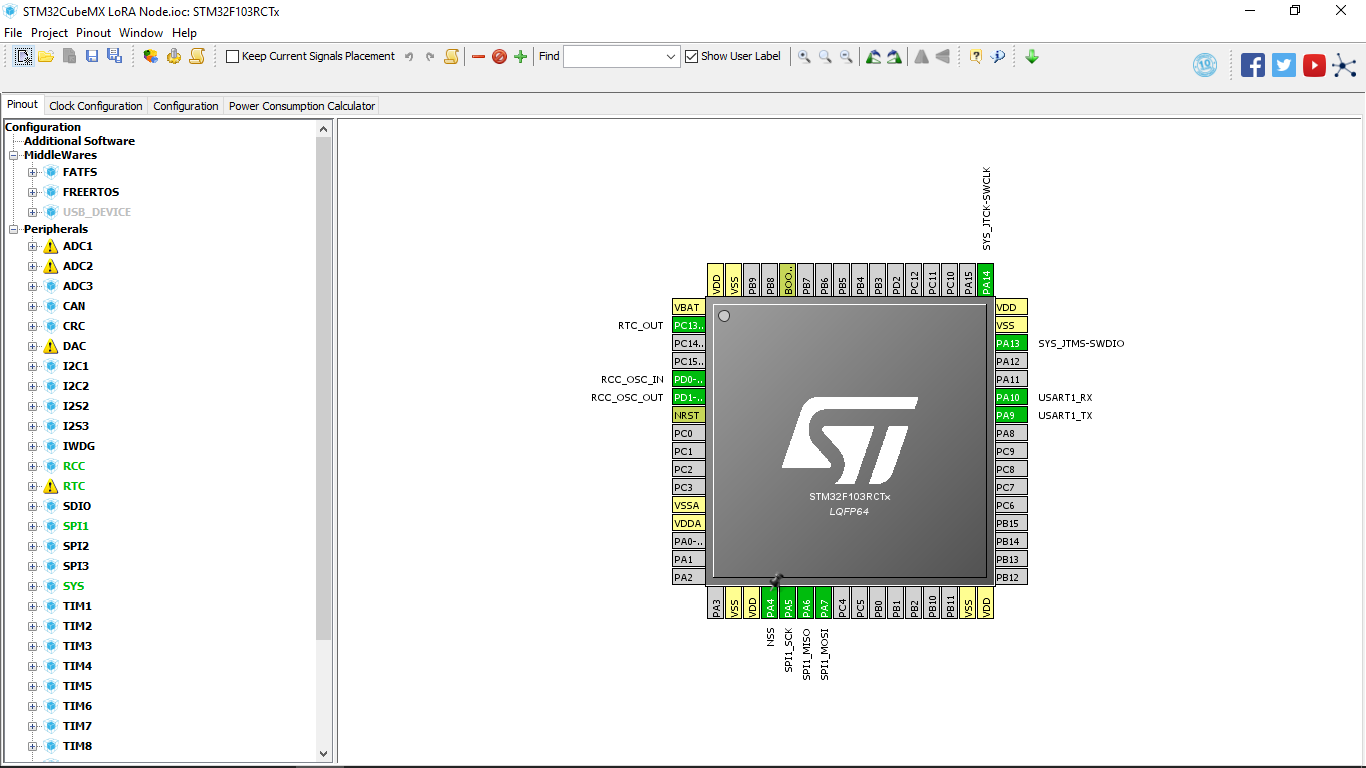 STM32CubeMX LoRA Node.ioc: STM32F103RCTx
File Project Pinout Window Help
Keep Current Signals Placement Find Show User Label
Pinout Clock Configuration Configuration Power Consumption Calculator
Configuration
Additional Software
MiddleWares
FATFS
FREERTOS
USB_DEVICE
Peripherals
ADC1
ADC2
ADC3
CAN
CRC
DAC
I2C1
I2C2
I2S2
I2S3
IWDG
RCC
RTC
SDIO
SPI1
SPI2
SPI3
SYS
TIM1
TIM2
TIM3
TIM4
TIM5
TIM6
TIM7
TIM8
SYS_JTCK-SWCLK
VDD VSS PB9 PB8 BOO.. PB7 PB6 PB5 PB4 PB3 PD2 PC12 PC11 PC10 PA15 PA14
VBAT VDD
RTC_OUT PC13.. VSS
PC14.. PA13 SYS_JTMS-SWDIO
PC15.. PA12
RCC_OSC_IN PD0-.. PA11
RCC_OSC_OUT PD1-.. PA10 USART1_RX
NRST PA9 USART1_TX
PC0 PA8
PC1 PC9
PC2 PC8
PC3 PC7
VSSA PC6
VDDA PB15
PA0-.. PB14
PA1 PB13
PA2 PB12
ST
STM32F103RCTx
LQFP64
PA3 VSS VDD PA4 PA5 PA6 PA7 PC4 PC5 PB0 PB1 PB2 PB10 PB11 VSS VDD
NSS SPI1_SCK SPI1_MISO SPI1_MOSI